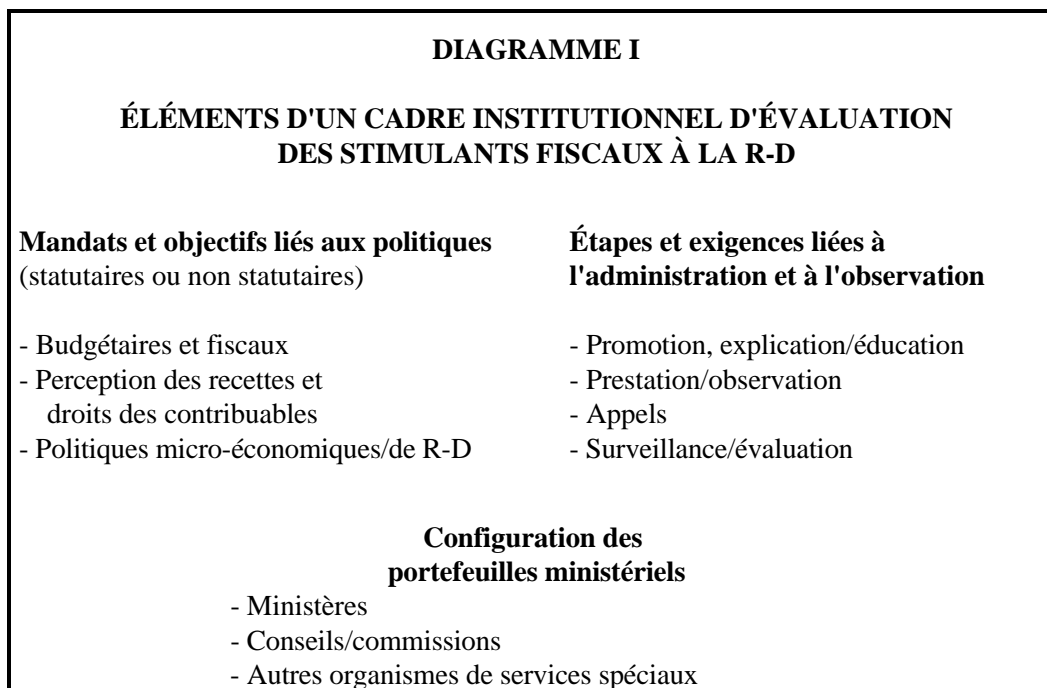 DIAGRAMME I
ÉLÉMENTS D'UN CADRE INSTITUTIONNEL D'ÉVALUATION
DES STIMULANTS FISCAUX À LA R-D
Mandats et objectifs liés aux politiques
(statutaires ou non statutaires)
- Budgétaires et fiscaux
- Perception des recettes et
droits des contribuables
- Politiques micro-économiques/de R-D
Étapes et exigences liées à
l'administration et à l'observation
- Promotion, explication/éducation
- Prestation/observation
- Appels
- Surveillance/évaluation
Configuration des
portefeuilles ministériels
- Ministères
- Conseils/commissions
- Autres organismes de services spéciaux